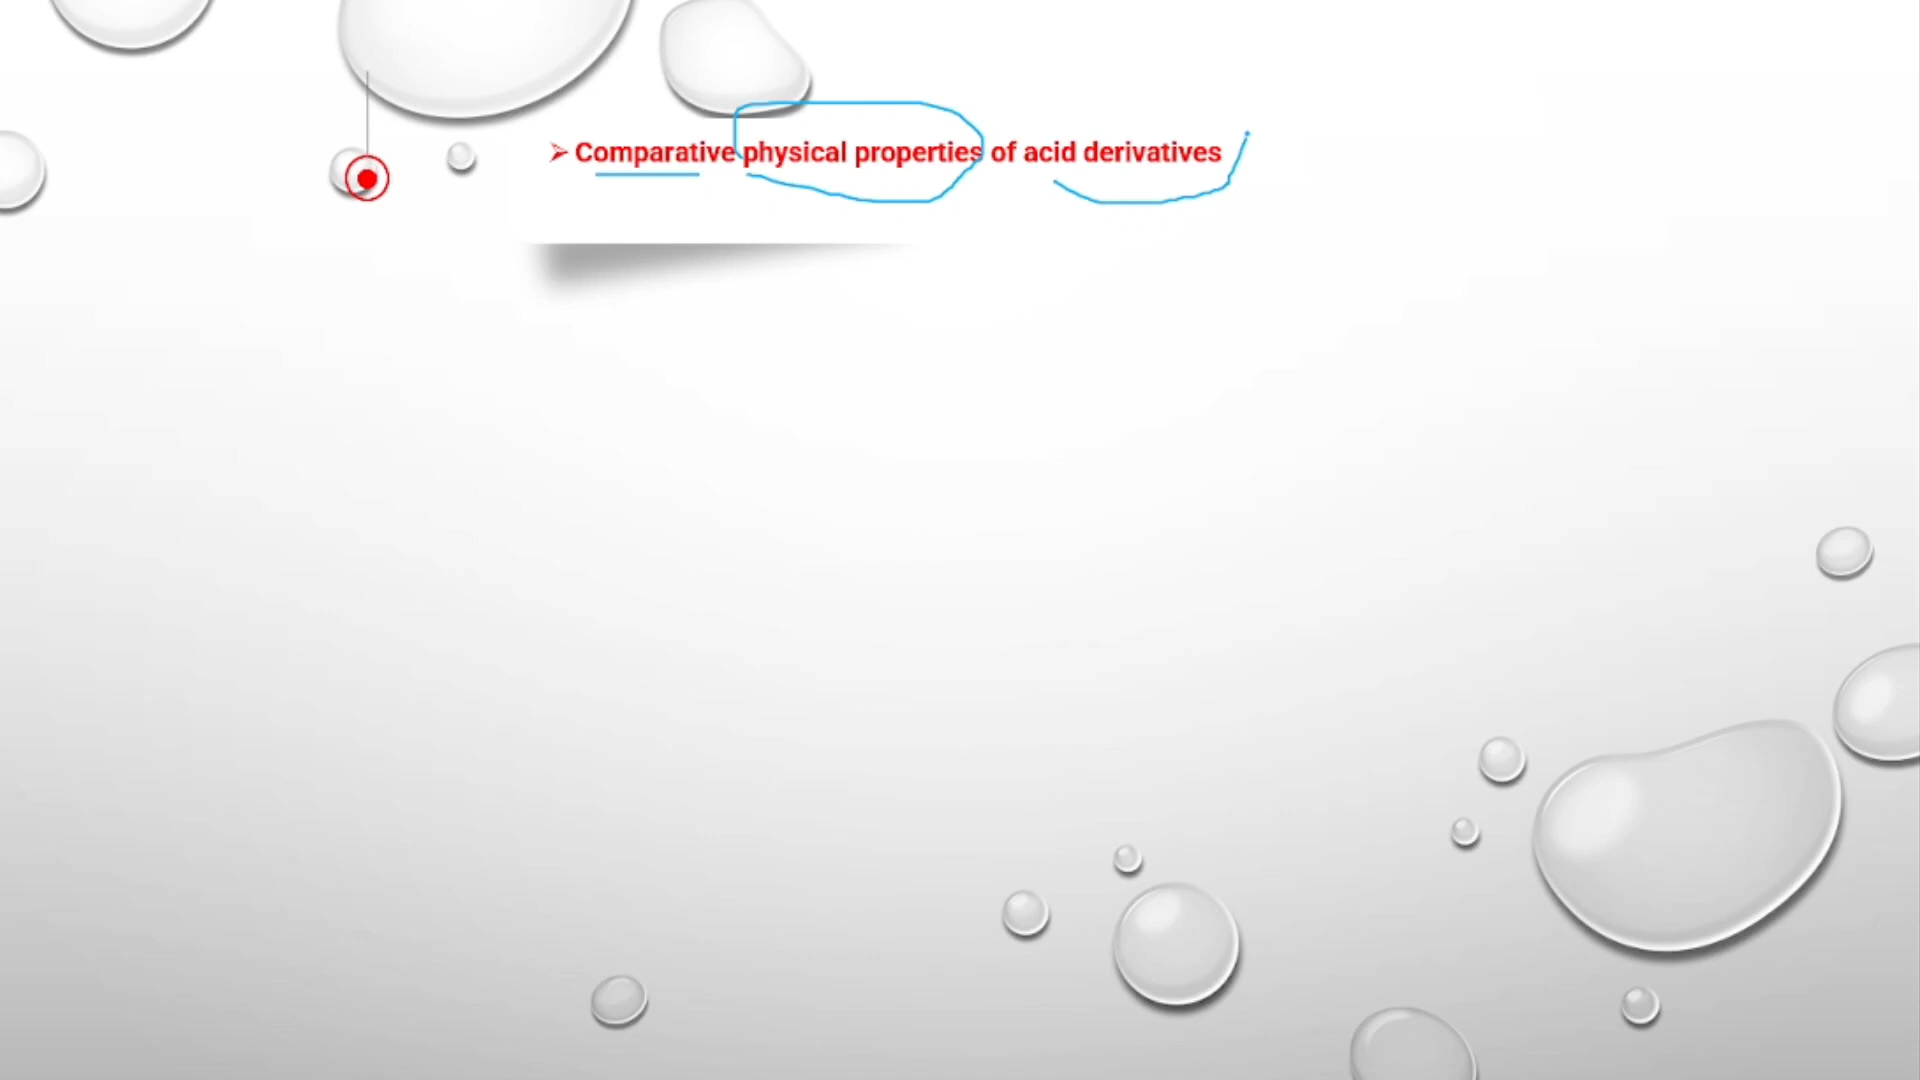 ➢ Comparative physical properties of acid derivatives